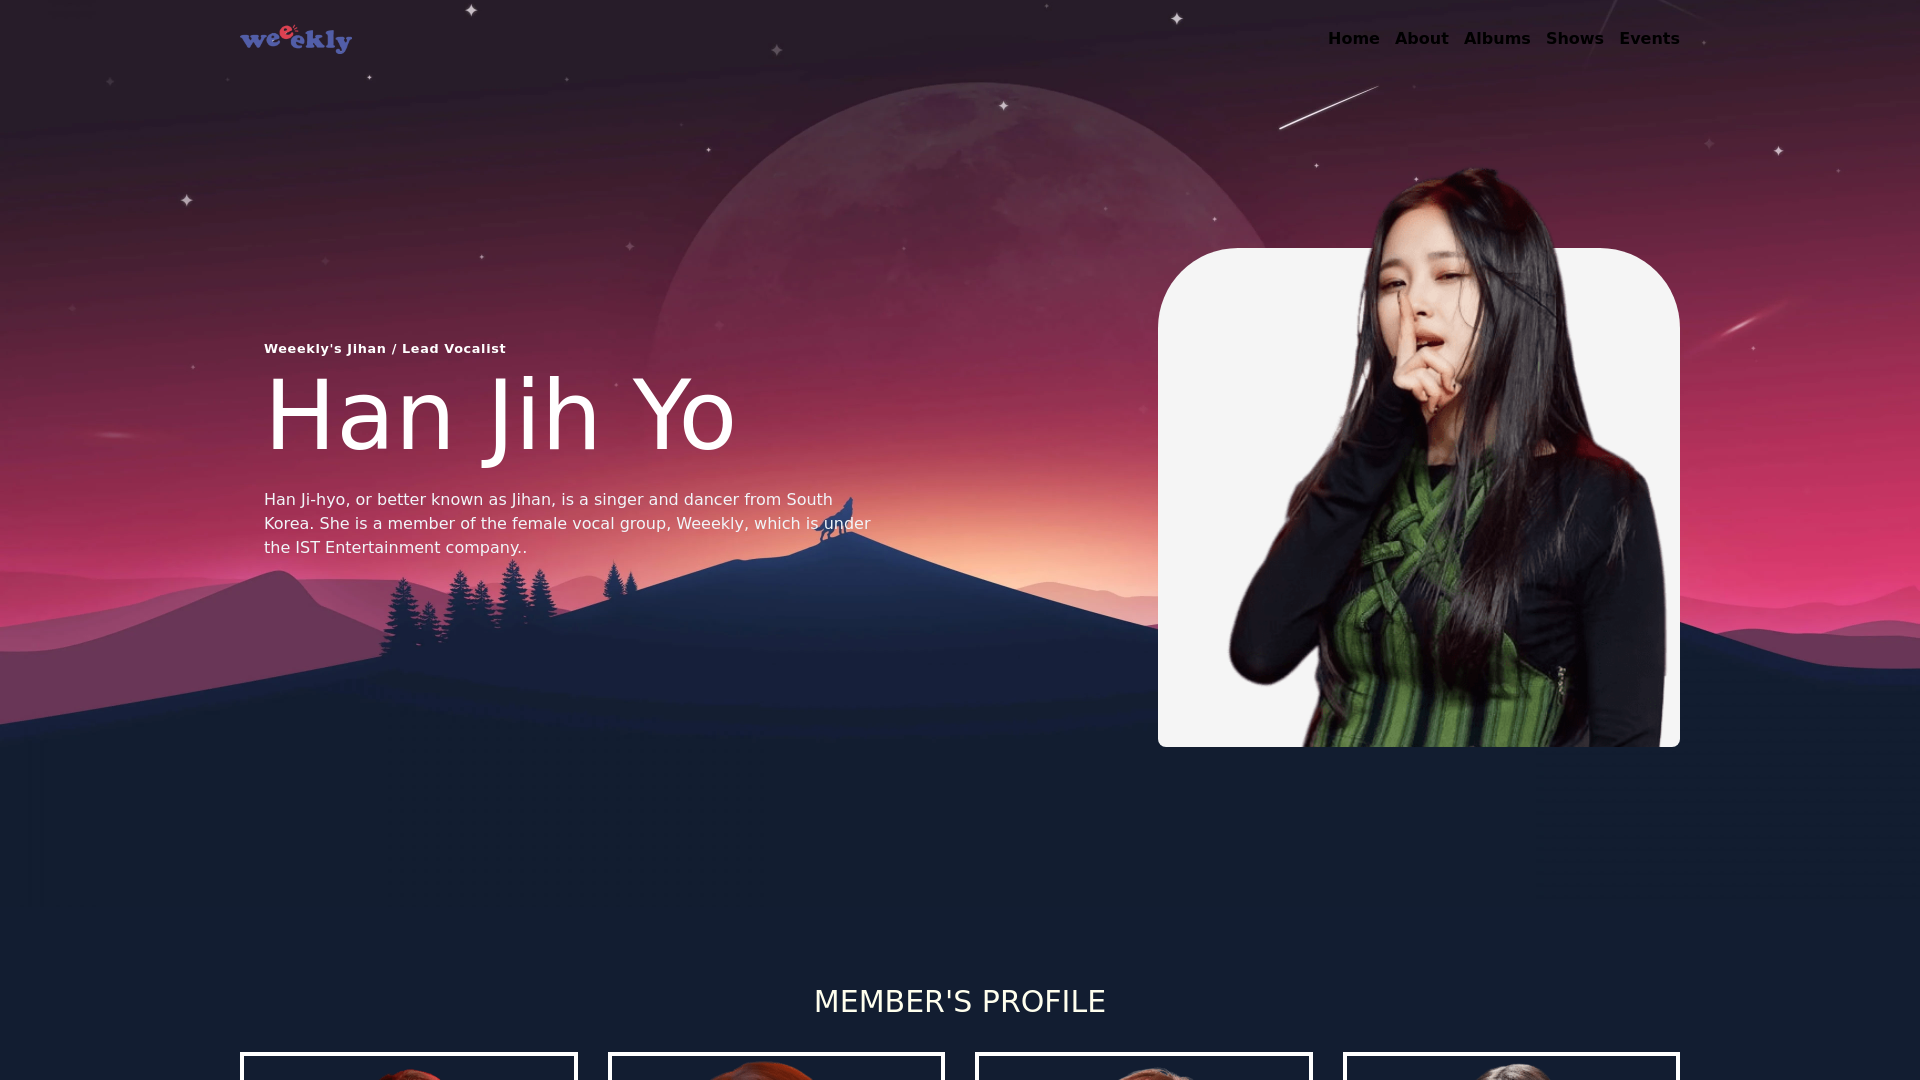 weeekly
Home About Albums Shows Events
Weeekly's JIhan / Lead Vocalist
Han Jih Yo
Han Ji-hyo, or better known as Jihan, is a singer and dancer from South
Korea. She is a member of the female vocal group, Weeekly, which is under
the IST Entertainment company..
MEMBER'S PROFILE